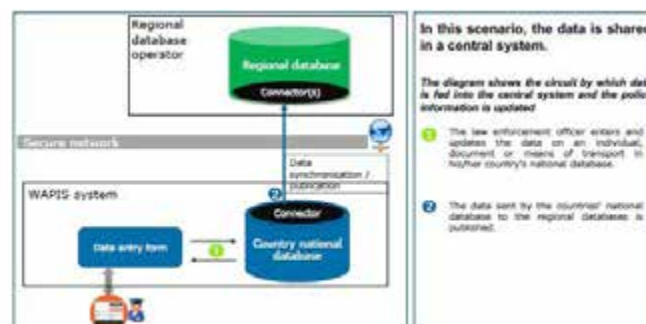 Regional
database
operator
Regional database
Connector(s)
Secure network
Data
synchronisation /
publication
WAPIS system
2
Connector
Data entry form
1
Country national
database
In this scenario, the data is shared
in a central system.
The diagram shows the circuit by which data
is fed into the central system and the police
information is updated
1 The law enforcement officer enters and
updates the data on an individual,
document or means of transport in
his/her country's national database.
2 The data sent by the countries' national
database to the regional databases is
published.